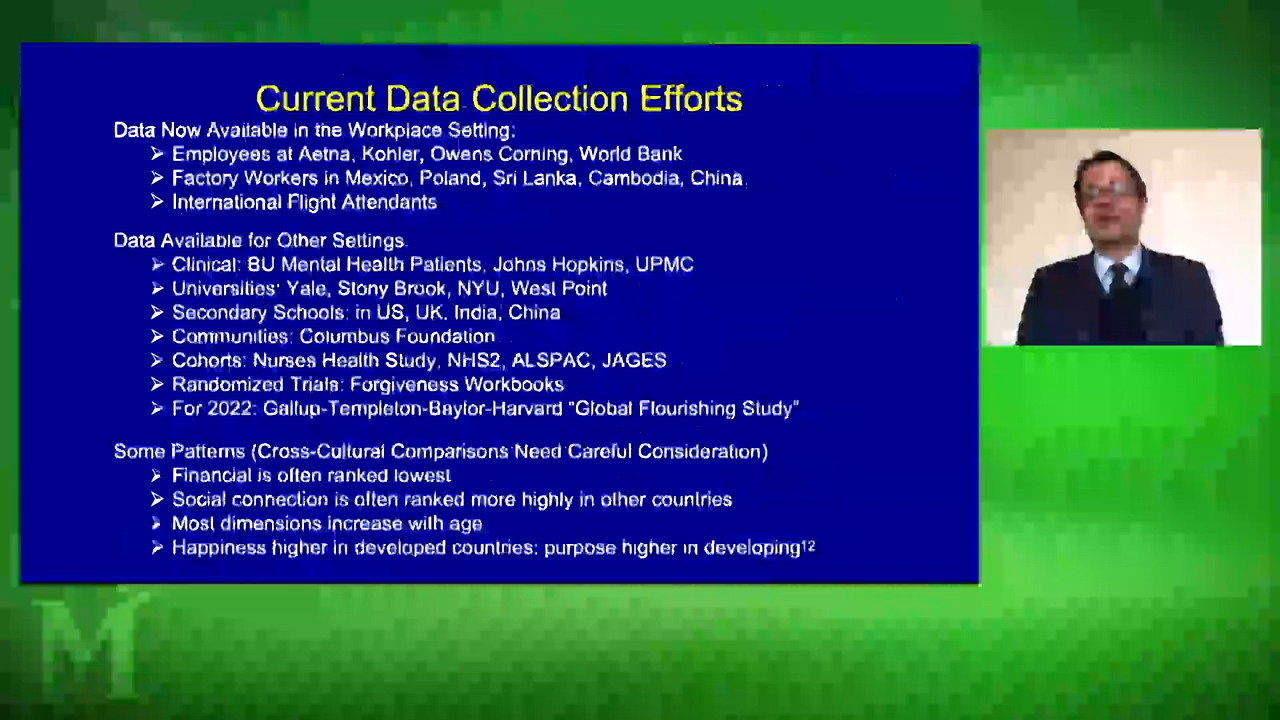 Current Data Collection Efforts
Data Now Available in the Workplace Setting:
➢ Employees at Aetna, Kohler, Owens Corning, World Bank
➢ Factory Workers in Mexico, Poland, Sri Lanka, Cambodia, China
➢ International Flight Attendants
Data Available for Other Settings
➢ Clinical: BU Mental Health Patients, Johns Hopkins, UPMC
➢ Universities: Yale, Stony Brook, NYU, West Point
➢ Secondary Schools: in US, UK, India, China
➢ Communities: Columbus Foundation
➢ Cohorts: Nurses Health Study, NHS2, ALSPAC, JAGES
➢ Randomized Trials: Forgiveness Workbooks
➢ For 2022: Gallup-Templeton-Baylor-Harvard "Global Flourishing Study"
Some Patterns (Cross-Cultural Comparisons Need Careful Consideration)
➢ Financial is often ranked lowest
➢ Social connection is often ranked more highly in other countries
➢ Most dimensions increase with age
➢ Happiness higher in developed countries: purpose higher in developing¹²
M